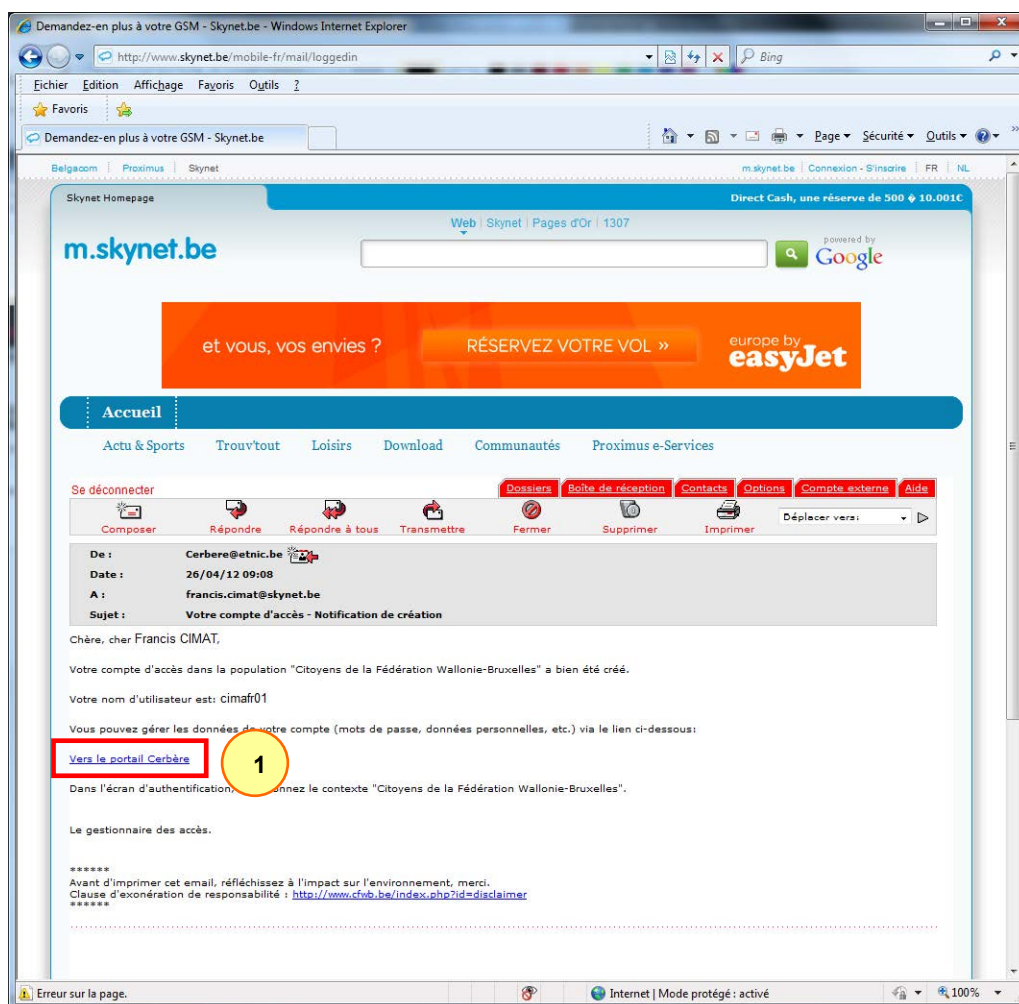 Demandez-en plus à votre GSM - Skynet.be - Windows Internet Explorer
http://www.skynet.be/mobile-fr/mail/loggedin
Bing
Eichier Edition Affichage Favoris Outils ?
Favoris
Demandez-en plus à votre GSM - Skynet.be
Page Sécurité Outils »
Belgacom Proximus Skynet
m.skynet.be Connexion - S'inscrire FR NL
Skynet Homepage
Direct Cash, une réserve de 500 � 10.001€
Web Skynet Pages d'Or 1307
m.skynet.be
powered by
Google
et vous, vos envies ?
RÉSERVEZ VOTRE VOL »
europe by
easyJet
Accueil
Actu & Sports Trouv'tout Loisirs Download Communautés Proximus e-Services
Se déconnecter
Dossiers Boîte de réception Contacts Options Compte externe Aide
Composer Répondre Répondre à tous Transmettre Fermer Supprimer Imprimer
Déplacer vers:
De : Cerbere@etnic.be
Date : 26/04/12 09:08
A : francis.cimat@skynet.be
Sujet : Votre compte d'accès - Notification de création
Chère, cher Francis CIMAT,
Votre compte d'accès dans la population "Citoyens de la Fédération Wallonie-Bruxelles" a bien été créé.
Votre nom d'utilisateur est: cimafr01
Vous pouvez gérer les données de votre compte (mots de passe, données personnelles, etc.) via le lien ci-dessous:
Vers le portail Cerbère
1
Dans l'écran d'authentification, nnez le contexte "Citoyens de la Fédération Wallonie-Bruxelles".
Le gestionnaire des accès.
******
Avant d'imprimer cet email, réfléchissez à l'impact sur l'environnement, merci.
Clause d'exonération de responsabilité : http://www.cfwb.be/index.php?id=disclaimer
******
Erreur sur la page.
Internet | Mode protégé : activé
100%